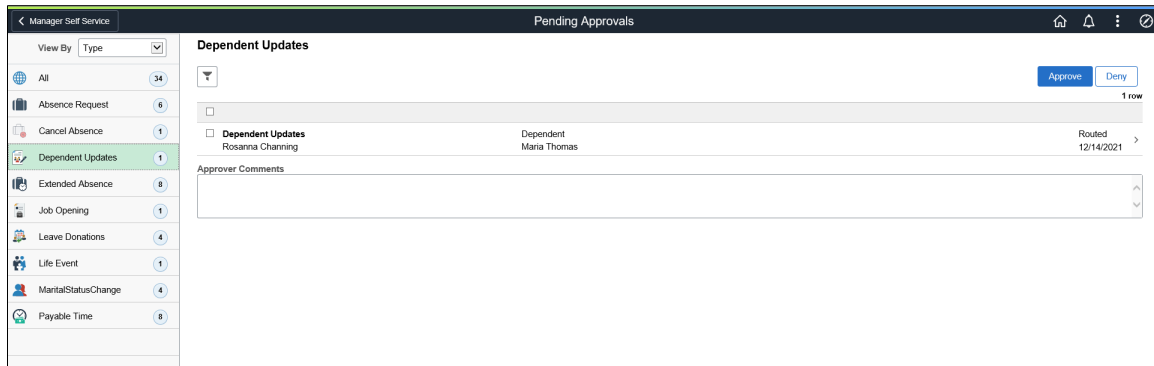 Manager Self Service
Pending Approvals
View By Type
All 34
Absence Request 6
Cancel Absence 1
Dependent Updates 1
Extended Absence 8
Job Opening 1
Leave Donations 4
Life Event 1
MaritalStatusChange 4
Payable Time 8
Dependent Updates
Approve Deny
1 row
Dependent Updates Dependent Routed
Rosanna Channing Maria Thomas 12/14/2021
Approver Comments